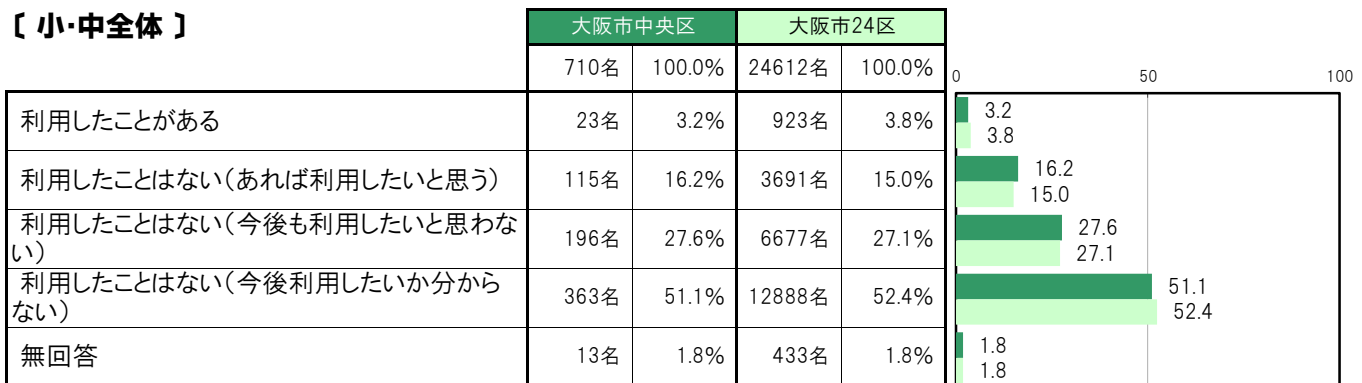 〔 小・中全体 〕
大阪市中央区 大阪市24区
710名 100.0% 24612名 100.0%
0 50 100
利用したことがある 23名 3.2% 923名 3.8%
3.2
3.8
利用したことはない（あれば利用したいと思う） 115名 16.2% 3691名 15.0%
16.2
15.0
利用したことはない（今後も利用したいと思わな
い） 196名 27.6% 6677名 27.1%
27.6
27.1
利用したことはない（今後利用したいか分から
ない） 363名 51.1% 12888名 52.4%
51.1
52.4
無回答 13名 1.8% 433名 1.8%
1.8
1.8